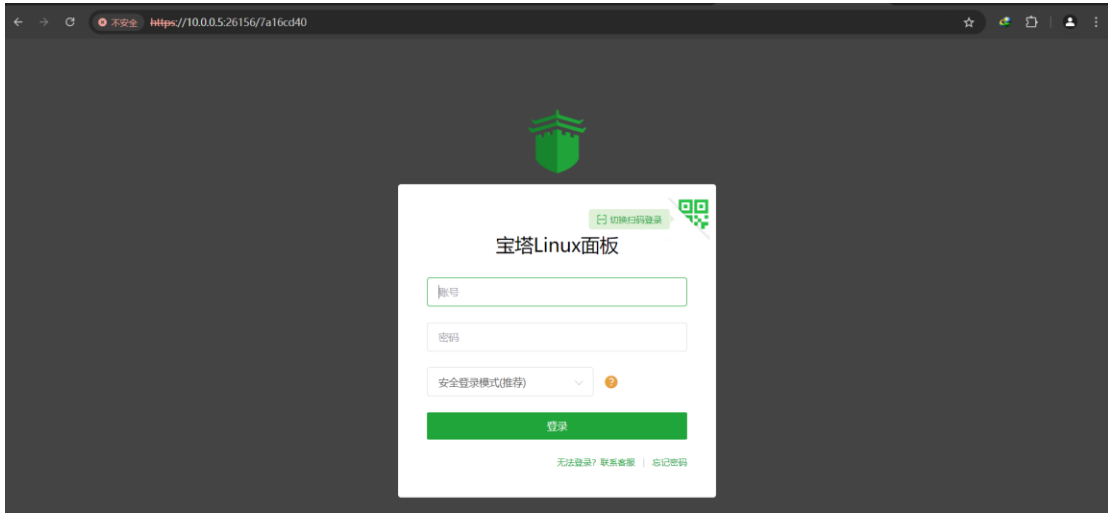 不安全 https://10.0.0.5:26156/7a16cd40
切换扫码登录
宝塔Linux面板
账号
密码
安全登录模式(推荐)
?
登录
无法登录？联系客服 | 忘记密码